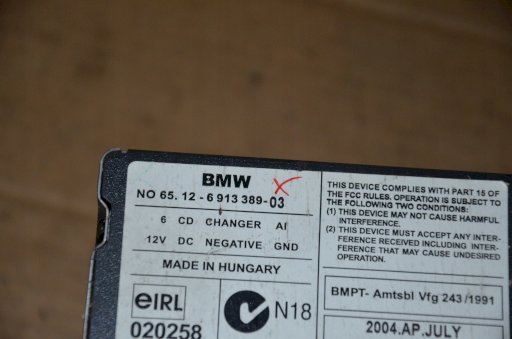 BMW
NO 65. 12 - 6 913 389-03
6 CD CHANGER AI
12V DC NEGATIVE GND
MADE IN HUNGARY
eIRL
020258
N18
THIS DEVICE COMPLIES WITH PART 15 OF
THE FCC RULES. OPERATION IS SUBJECT TO
THE FOLLOWING TWO CONDITIONS:
(1) THIS DEVICE MAY NOT CAUSE HARMFUL
INTERFERENCE.
(2) THIS DEVICE MUST ACCEPT ANY INTER-
FERENCE RECEIVED INCLUDING INTER-
FERENCE THAT MAY CAUSE UNDESIRED
OPERATION.
BMPT- Amtsbl Vfg 243 /1991
2004.AP.JULY